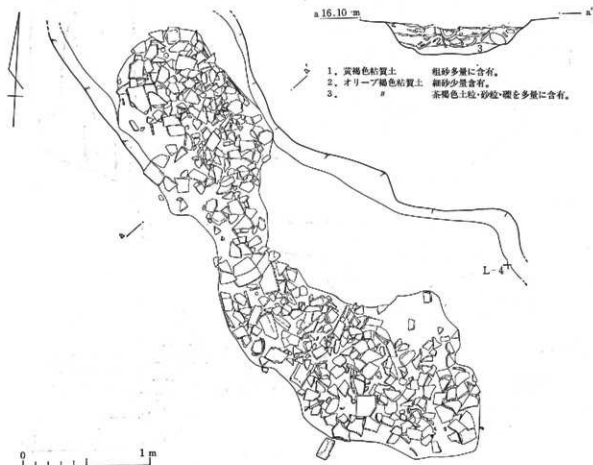 a 16.10 m a'
3
1. 黄褐色粘質土 粗砂多量に含有。
2. オリーブ褐色粘質土 細砂少量含有。
3. 〃 茶褐色土粒・砂粒・礫を多量に含有。
a'
a
L-4
0 1 m